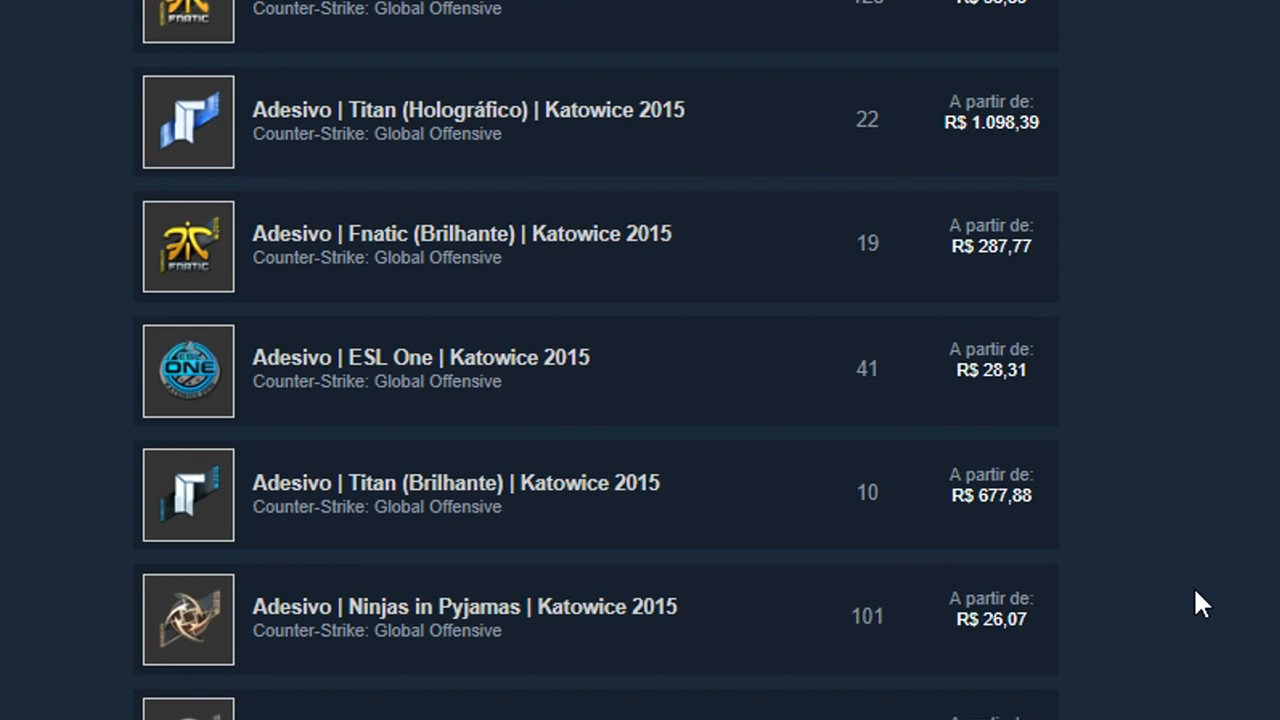 FNATIC
Counter-Strike: Global Offensive
Adesivo | Titan (Holográfico) | Katowice 2015
Counter-Strike: Global Offensive
22
A partir de:
R$ 1.098,39
Adesivo | Fnatic (Brilhante) | Katowice 2015
Counter-Strike: Global Offensive
FNATIC
19
A partir de:
R$ 287,77
ESL
ONE
Adesivo | ESL One | Katowice 2015
Counter-Strike: Global Offensive
41
A partir de:
R$ 28,31
Adesivo | Titan (Brilhante) | Katowice 2015
Counter-Strike: Global Offensive
10
A partir de:
R$ 677,88
Adesivo | Ninjas in Pyjamas | Katowice 2015
Counter-Strike: Global Offensive
101
A partir de:
R$ 26,07